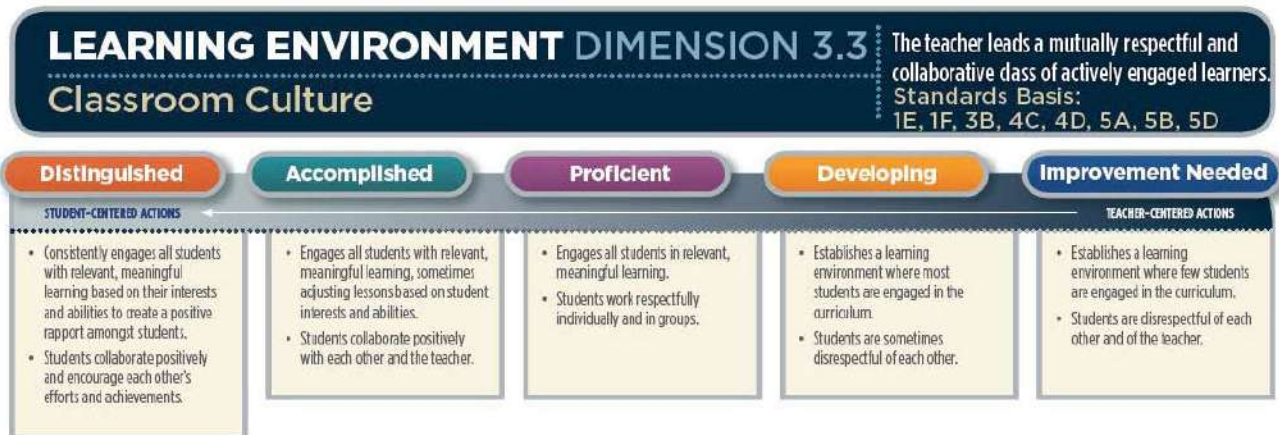 LEARNING ENVIRONMENT DIMENSION 3.3
Classroom Culture
The teacher leads a mutually respectful and
collaborative class of actively engaged learners.
Standards Basis:
1E, 1F, 3B, 4C, 4D, 5A, 5B, 5D
Distinguished
Accomplished
Proficient
Developing
Improvement Needed
STUDENT-CENTERED ACTIONS
TEACHER-CENTERED ACTIONS
• Consistently engages all students
with relevant, meaningful
learning based on their interests
and abilities to create a positive
rapport amongst students.
• Students collaborate positively
and encourage each other's
efforts and achievements.
• Engages all students with relevant,
meaningful learning, sometimes
adjusting lessons based on student
interests and abilities.
• Students collaborate positively
with each other and the teacher.
• Engages all students in relevant,
meaningful learning.
• Students work respectfully
individually and in groups.
• Establishes a learning
environment where most
students are engaged in the
curriculum.
• Students are sometimes
disrespectful of each other.
• Establishes a learning
environment where few students
are engaged in the curriculum.
• Students are disrespectful of each
other and of the teacher.